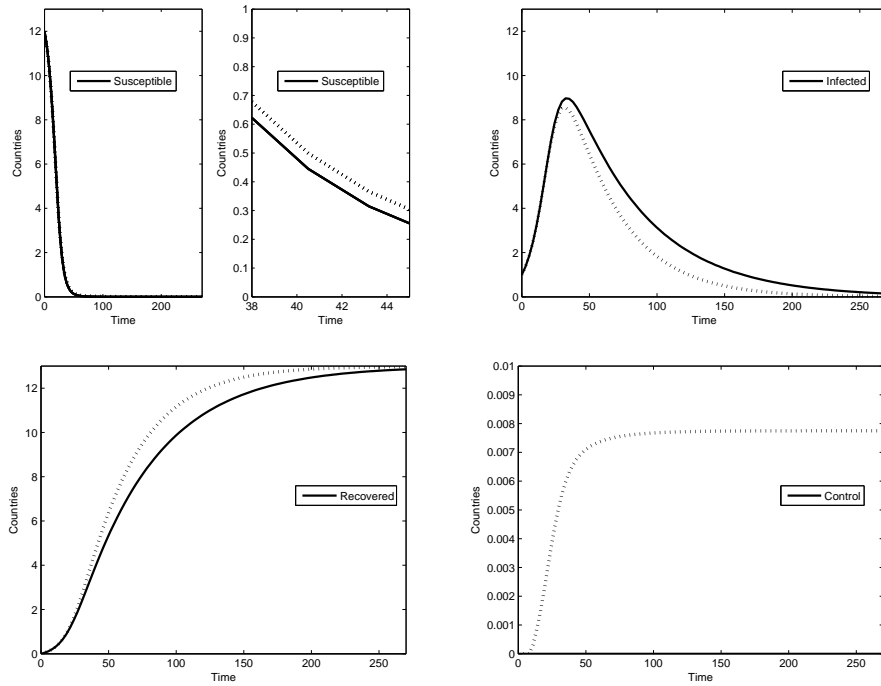 12
10
8
6
4
2
0
0 100 200
Time
Countries
Susceptible
1
0.9
0.8
0.7
0.6
0.5
0.4
0.3
0.2
0.1
0
38 40 42 44
Time
Countries
Susceptible
12
10
8
6
4
2
0
0 50 100 150 200 250
Time
Countries
Infected
12
10
8
6
4
2
0
0 50 100 150 200 250
Time
Countries
Recovered
0.01
0.009
0.008
0.007
0.006
0.005
0.004
0.003
0.002
0.001
0
0 50 100 150 200 250
Time
Countries
Control